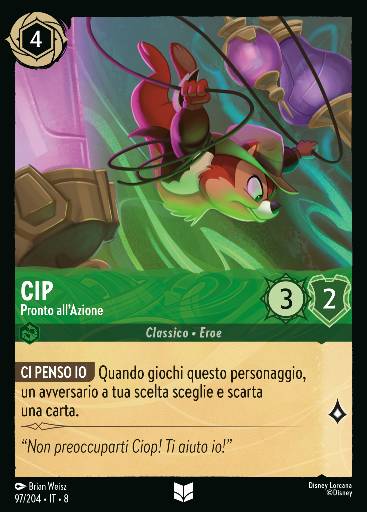 4
CIP
Pronto all'Azione
3
2
Classico • Eroe
CI PENSO IO Quando giochi questo personaggio,
un avversario a tua scelta sceglie e scarta
una carta.
“Non preoccuparti Ciop! Ti aiuto io!”
Brian Weisz
97/204 • IT • 8
Disney Lorcana
©Disney